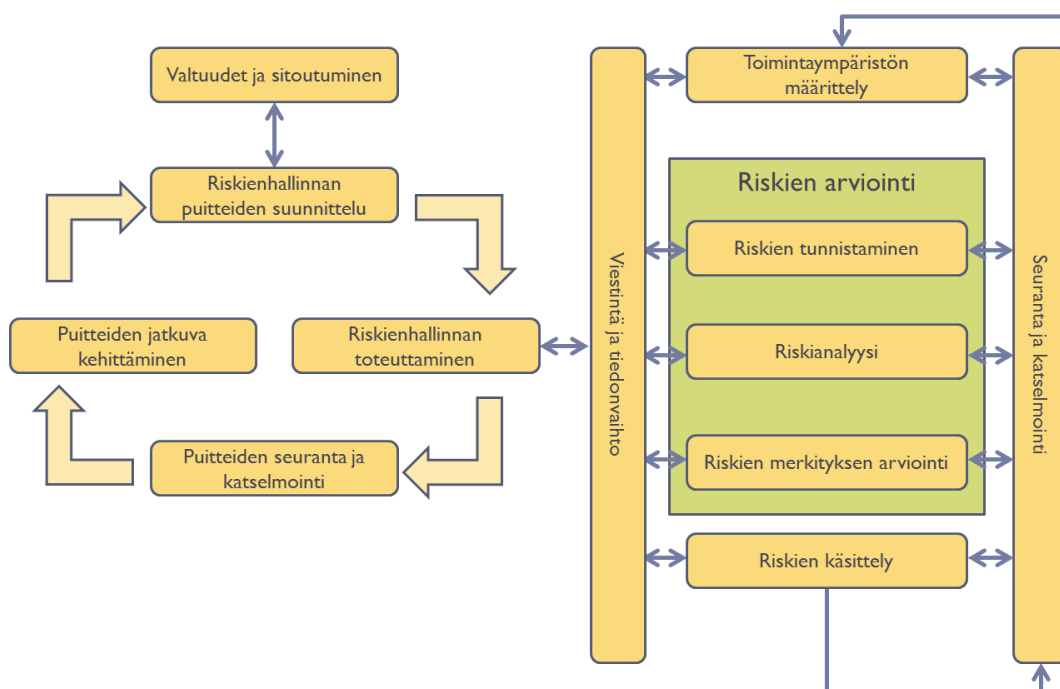 Valtuudet ja sitoutuminen
Riskienhallinnan
puitteiden suunnittelu
Puitteiden jatkuva
kehittäminen
Riskienhallinnan
toteuttaminen
Puitteiden seuranta ja
katselmointi
Viestintä ja tiedonvaihto
Toimintaympäristön
määrittely
Riskien arviointi
Riskien tunnistaminen
Riskianalyysi
Riskien merkityksen arviointi
Riskien käsittely
Seuranta ja katselmointi